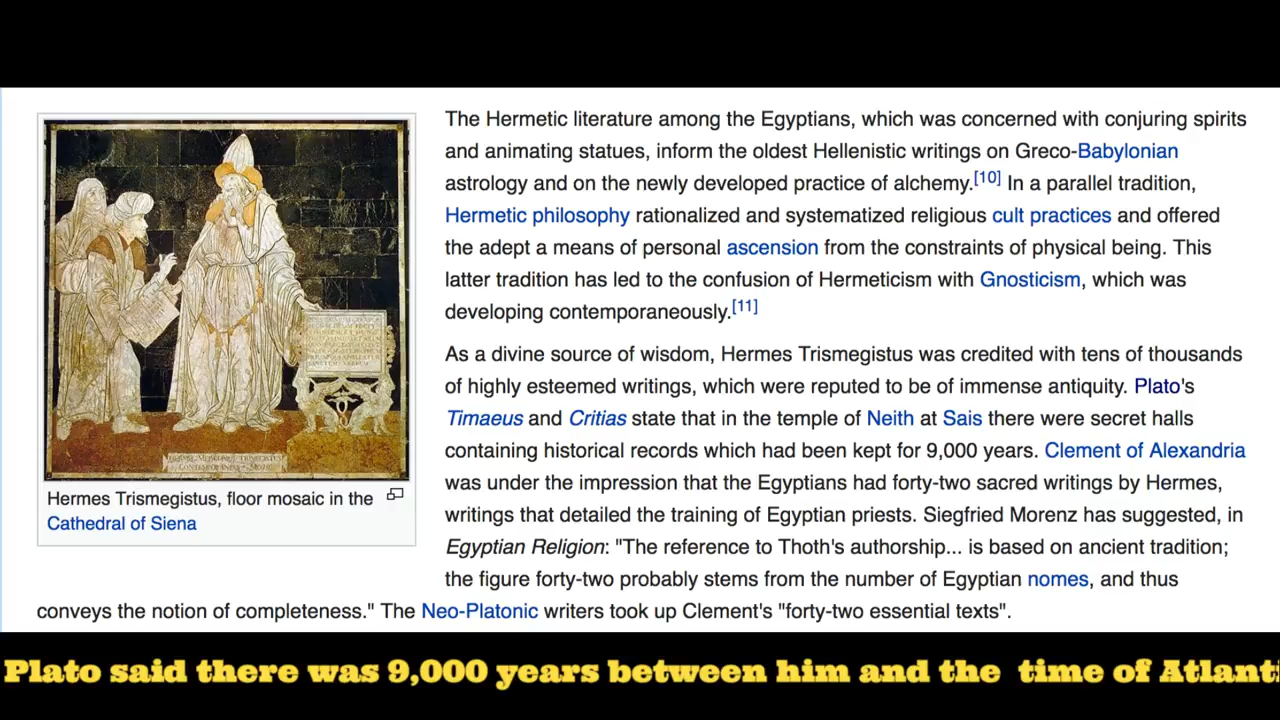 The Hermetic literature among the Egyptians, which was concerned with conjuring spirits
and animating statues, inform the oldest Hellenistic writings on Greco-Babylonian
astrology and on the newly developed practice of alchemy.[10] In a parallel tradition,
Hermetic philosophy rationalized and systematized religious cult practices and offered
the adept a means of personal ascension from the constraints of physical being. This
latter tradition has led to the confusion of Hermeticism with Gnosticism, which was
developing contemporaneously.[11]
As a divine source of wisdom, Hermes Trismegistus was credited with tens of thousands
of highly esteemed writings, which were reputed to be of immense antiquity. Plato's
Timaeus and Critias state that in the temple of Neith at Sais there were secret halls
containing historical records which had been kept for 9,000 years. Clement of Alexandria
was under the impression that the Egyptians had forty-two sacred writings by Hermes,
writings that detailed the training of Egyptian priests. Siegfried Morenz has suggested, in
Egyptian Religion: "The reference to Thoth's authorship... is based on ancient tradition;
the figure forty-two probably stems from the number of Egyptian nomes, and thus
conveys the notion of completeness." The Neo-Platonic writers took up Clement's "forty-two essential texts".
Hermes Trismegistus, floor mosaic in the
Cathedral of Siena
Plato said there was 9,000 years between him and the time of Atlanti